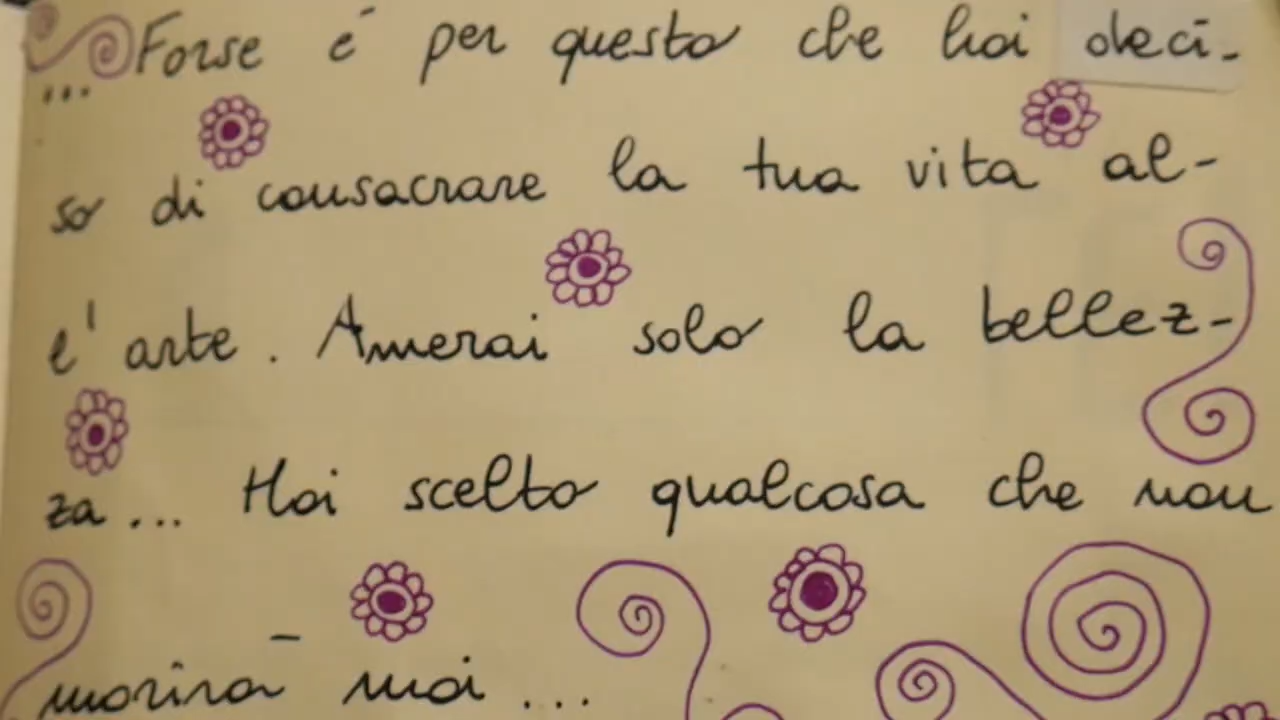 ... Forse é per questo che hai deci-
so di consacrare la tua vita al-
l'arte. Amerai solo la bellez-
za... Hai scelto qualcosa che non
morirà mai...